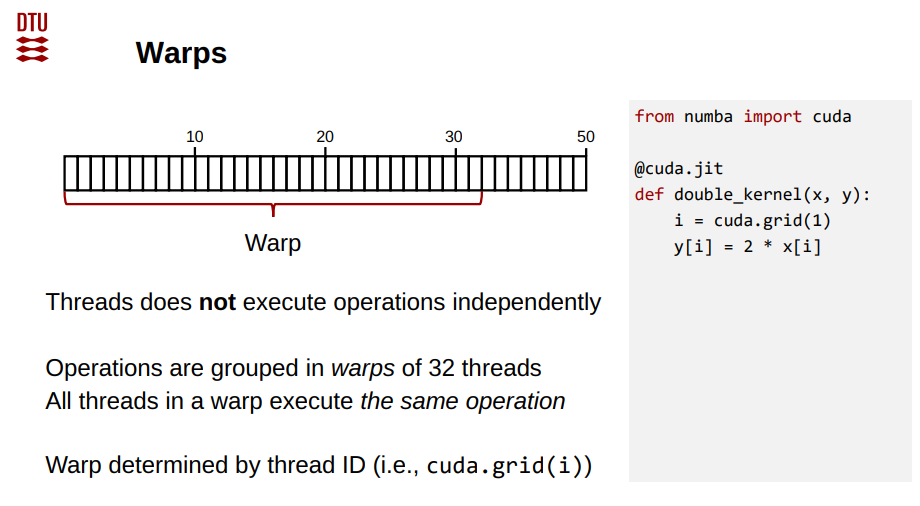 DTU
Warps
10 20 30 50
Warp
Threads does not execute operations independently
Operations are grouped in warps of 32 threads
All threads in a warp execute the same operation
Warp determined by thread ID (i.e., cuda.grid(i))
from numba import cuda
@cuda.jit
def double_kernel(x, y):
    i = cuda.grid(1)
    y[i] = 2 * x[i]